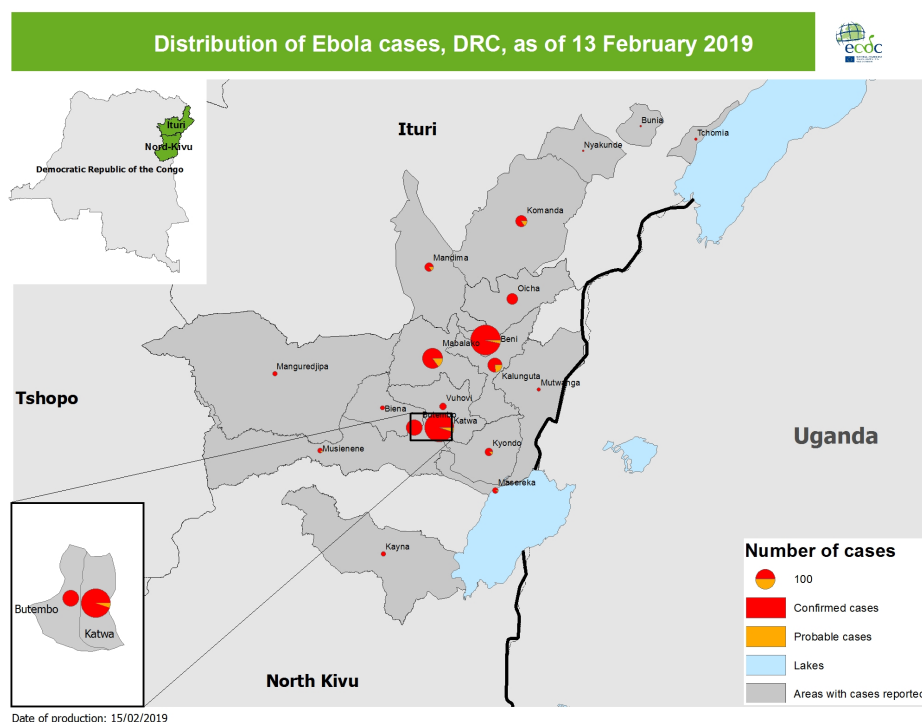 Distribution of Ebola cases, DRC, as of 13 February 2019
ecdc
Ituri
Nord-Kivu
Democratic Republic of the Congo
Ituri
Bunia
Tchomia
Nyakunde
Komanda
Mandima
Oicha
Beni
Mabalako
Kalunguta
Mutwanga
Manguredjipa
Tshopo
Vuhovi
Biena
Butembo
Katwa
Uganda
Kyondo
Musienene
Masereka
Kayna
Butembo
Katwa
North Kivu
Number of cases
100
Confirmed cases
Probable cases
Lakes
Areas with cases reported
Date of production: 15/02/2019